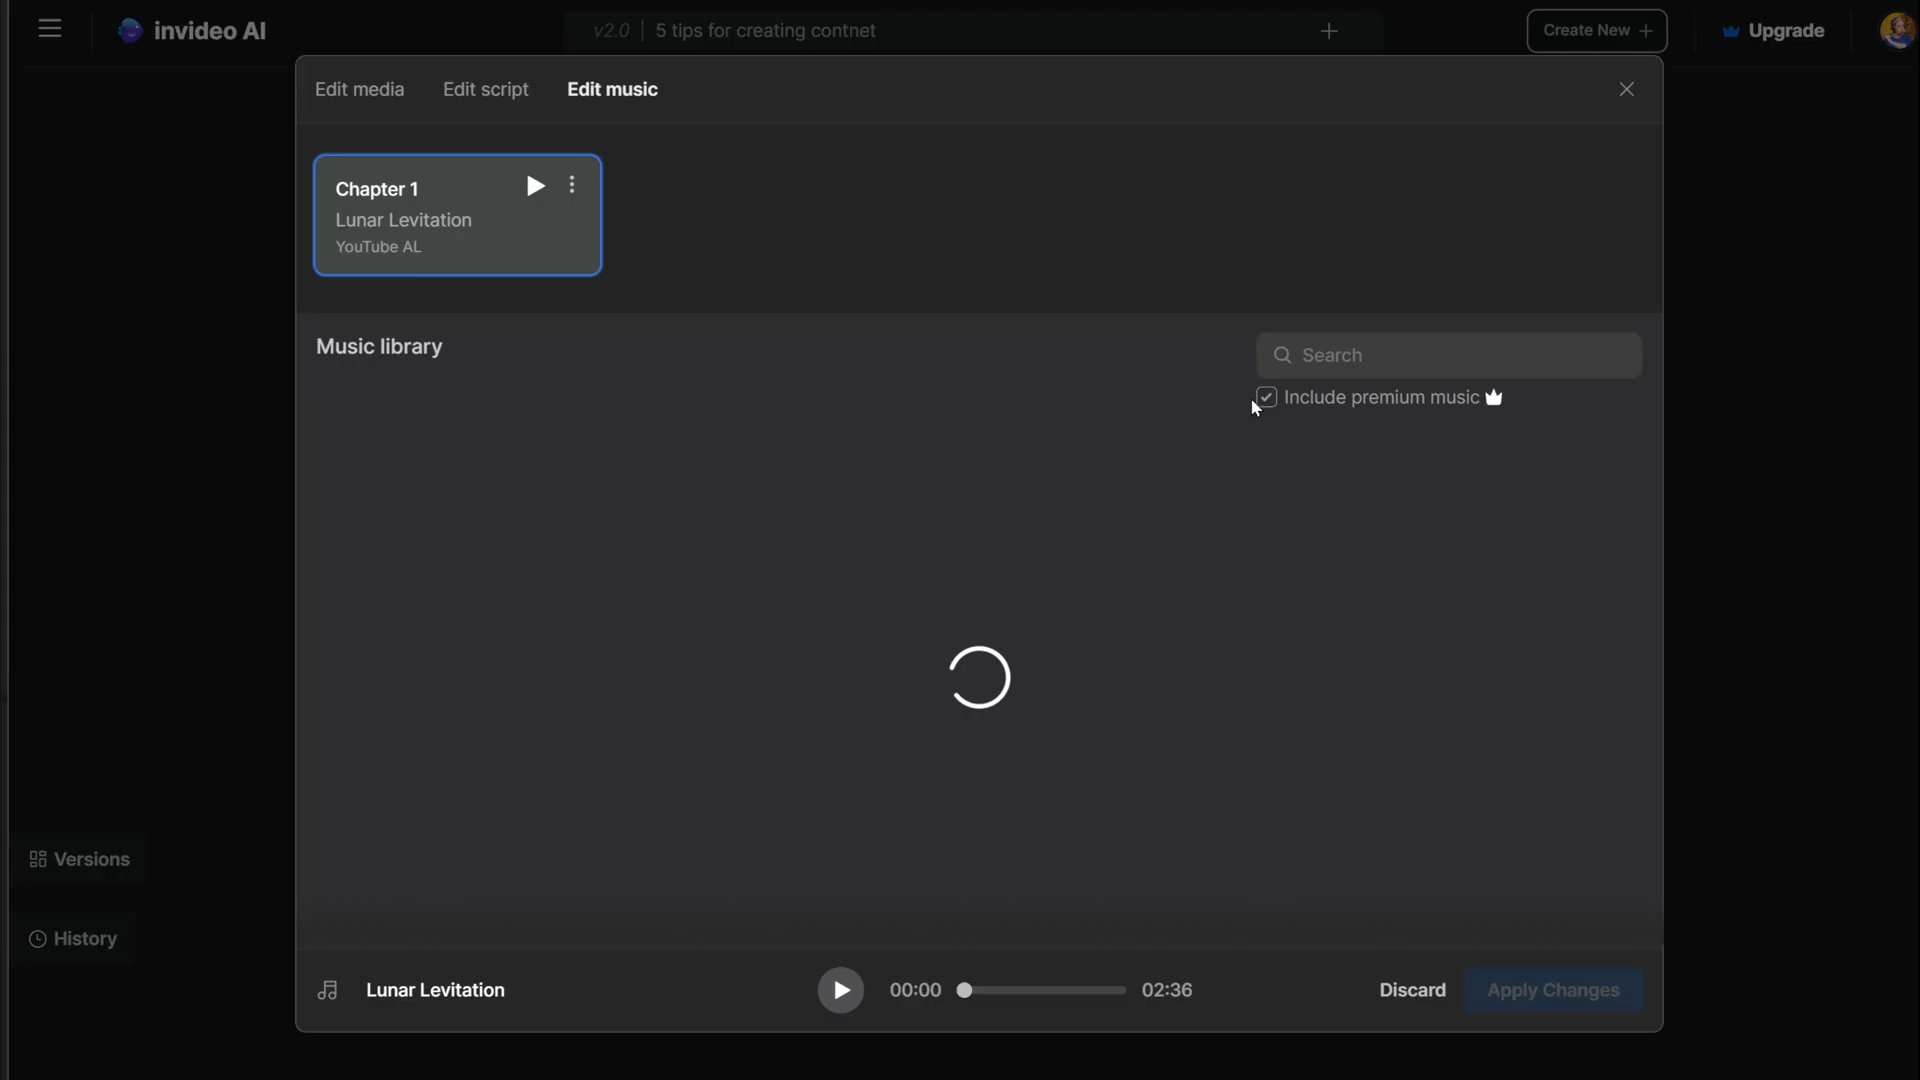 invideo AI
v2.0 | 5 tips for creating contnet
Create New +
Upgrade
Edit media
Edit script
Edit music
Chapter 1
Lunar Levitation
YouTube AL
Music library
Search
Include premium music
Versions
History
Lunar Levitation
00:00
02:36
Discard
Apply Changes